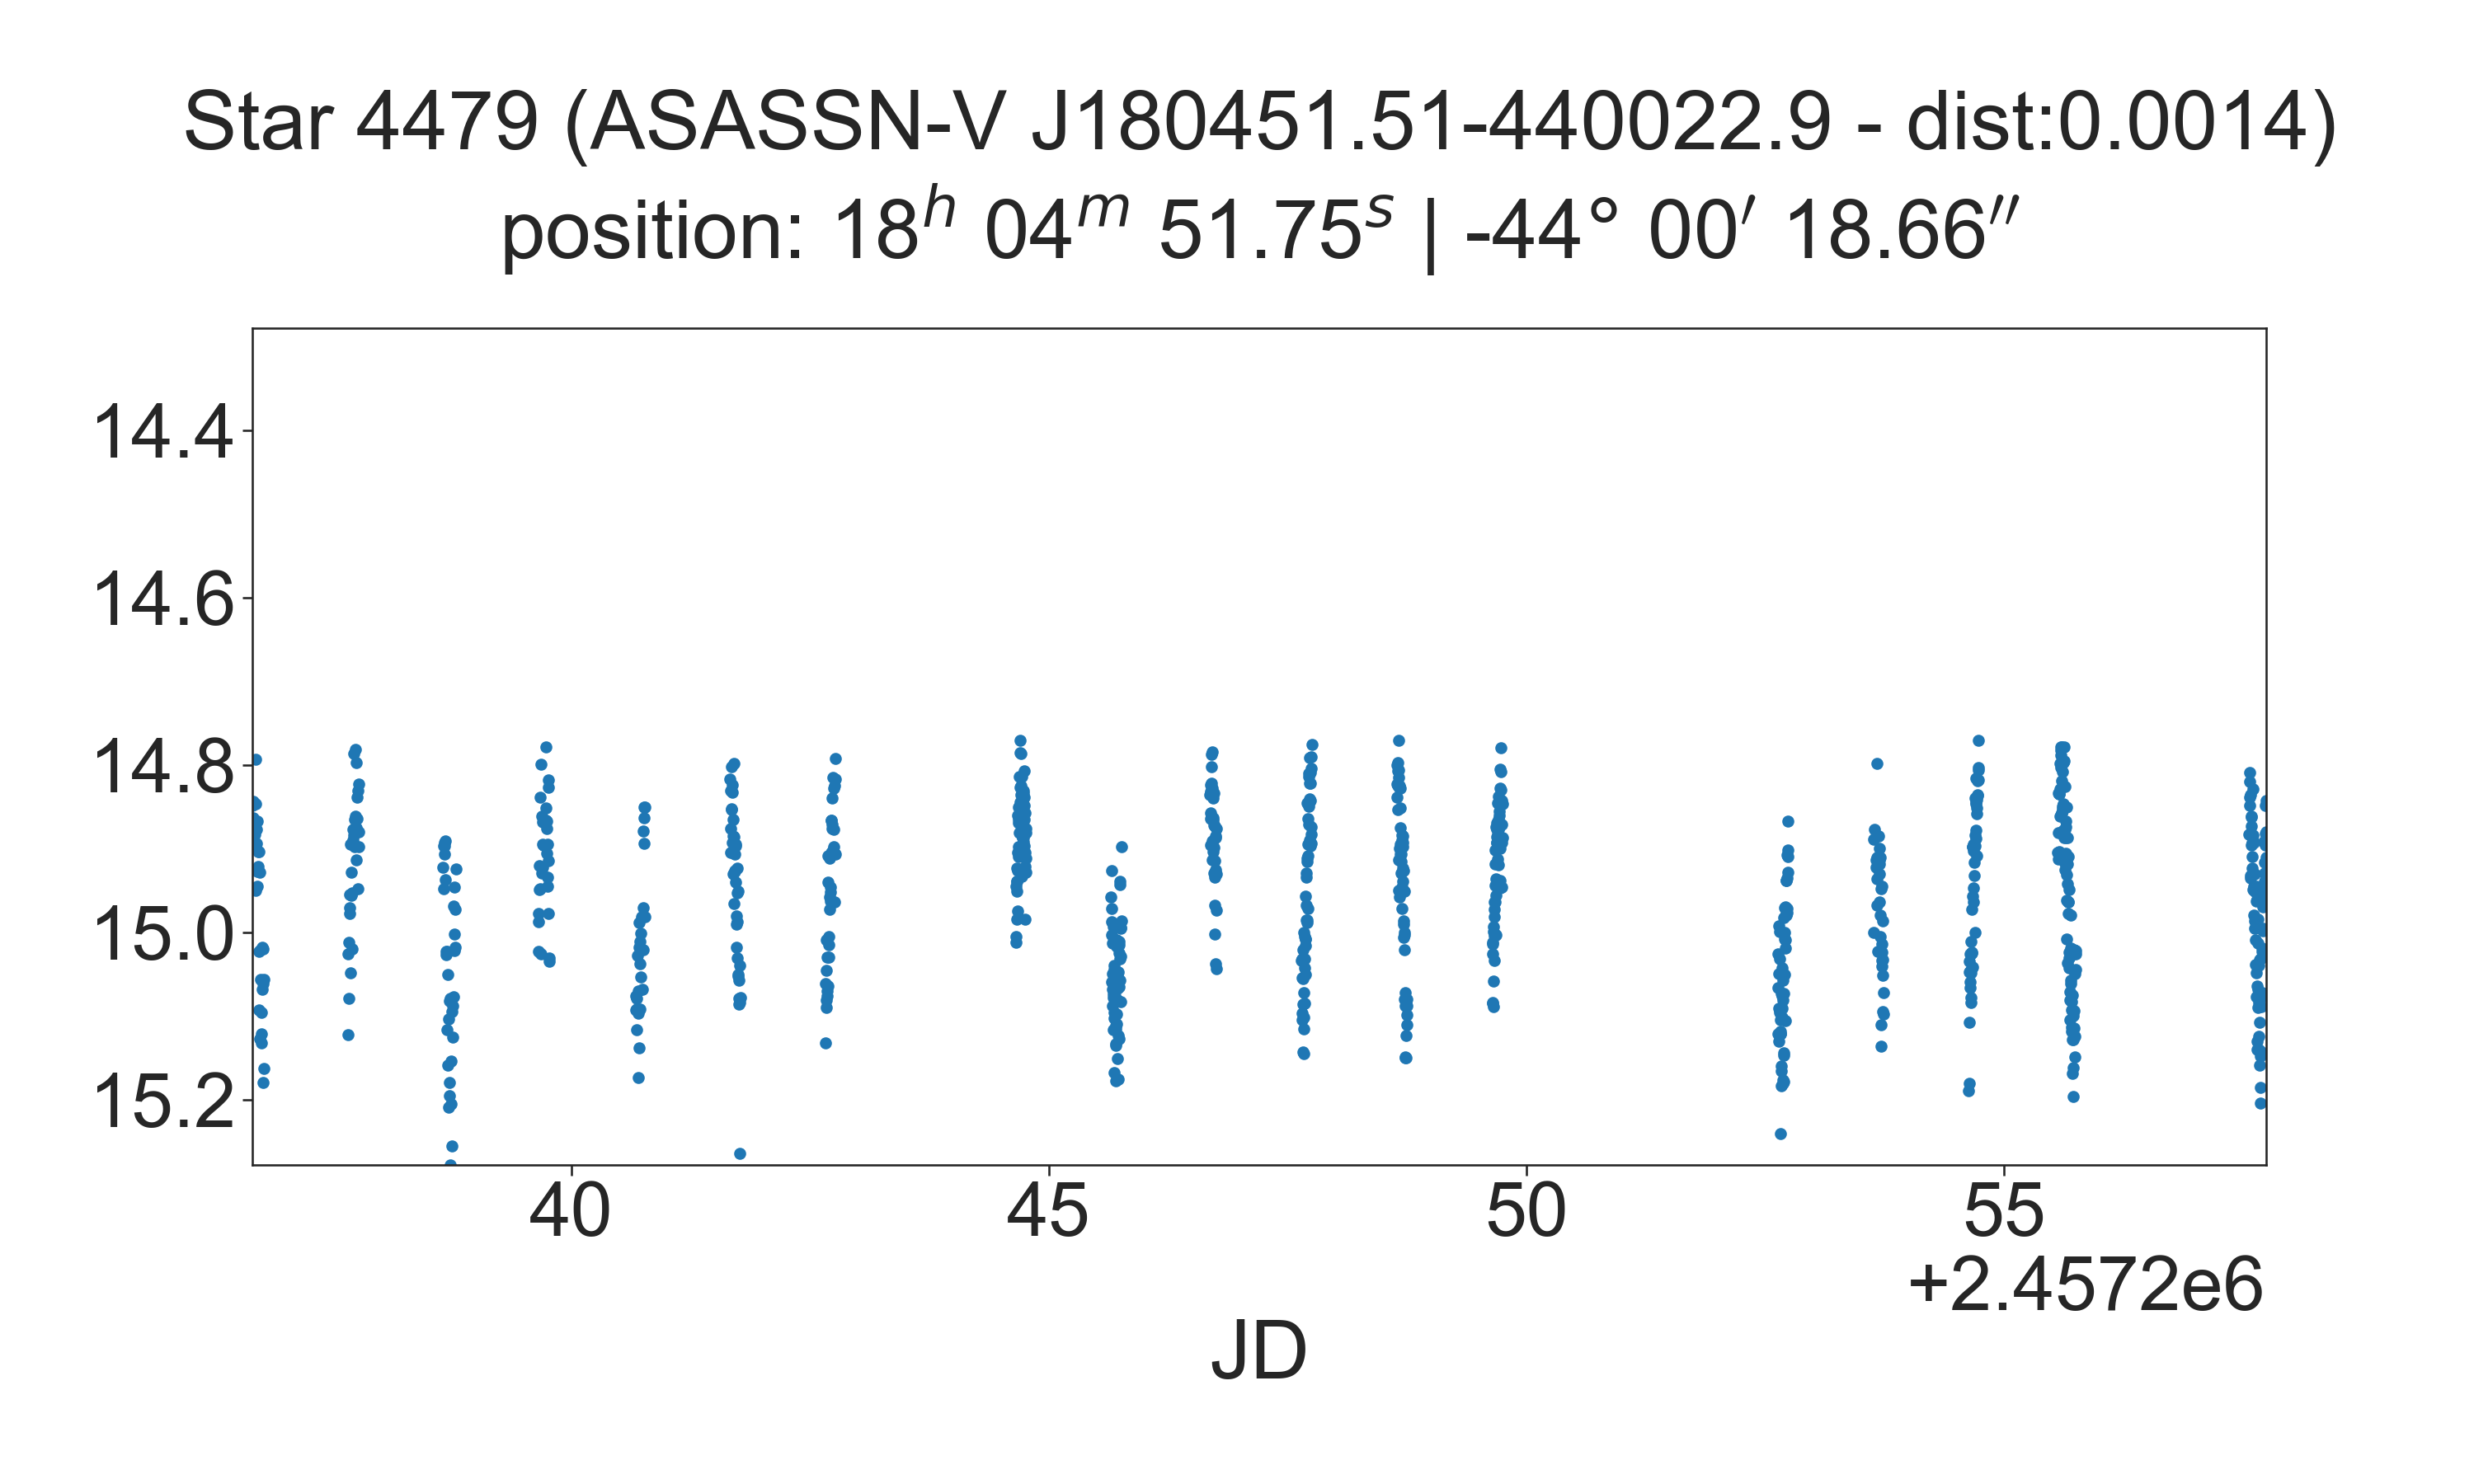 Star 4479 (ASASSN-V J180451.51-440022.9 - dist:0.0014)
position: 18h 04m 51.75s | -44° 00′ 18.66″
14.4
14.6
14.8
15.0
15.2
40 45 50 55
+2.4572e6
JD